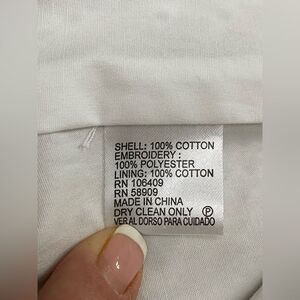 SHELL: 100% COTTON
EMBROIDERY :
100% POLYESTER
LINING: 100% COTTON
RN 106409
RN 58909
MADE IN CHINA
DRY CLEAN ONLY Ⓟ
VER AL DORSO PARA CUIDADO